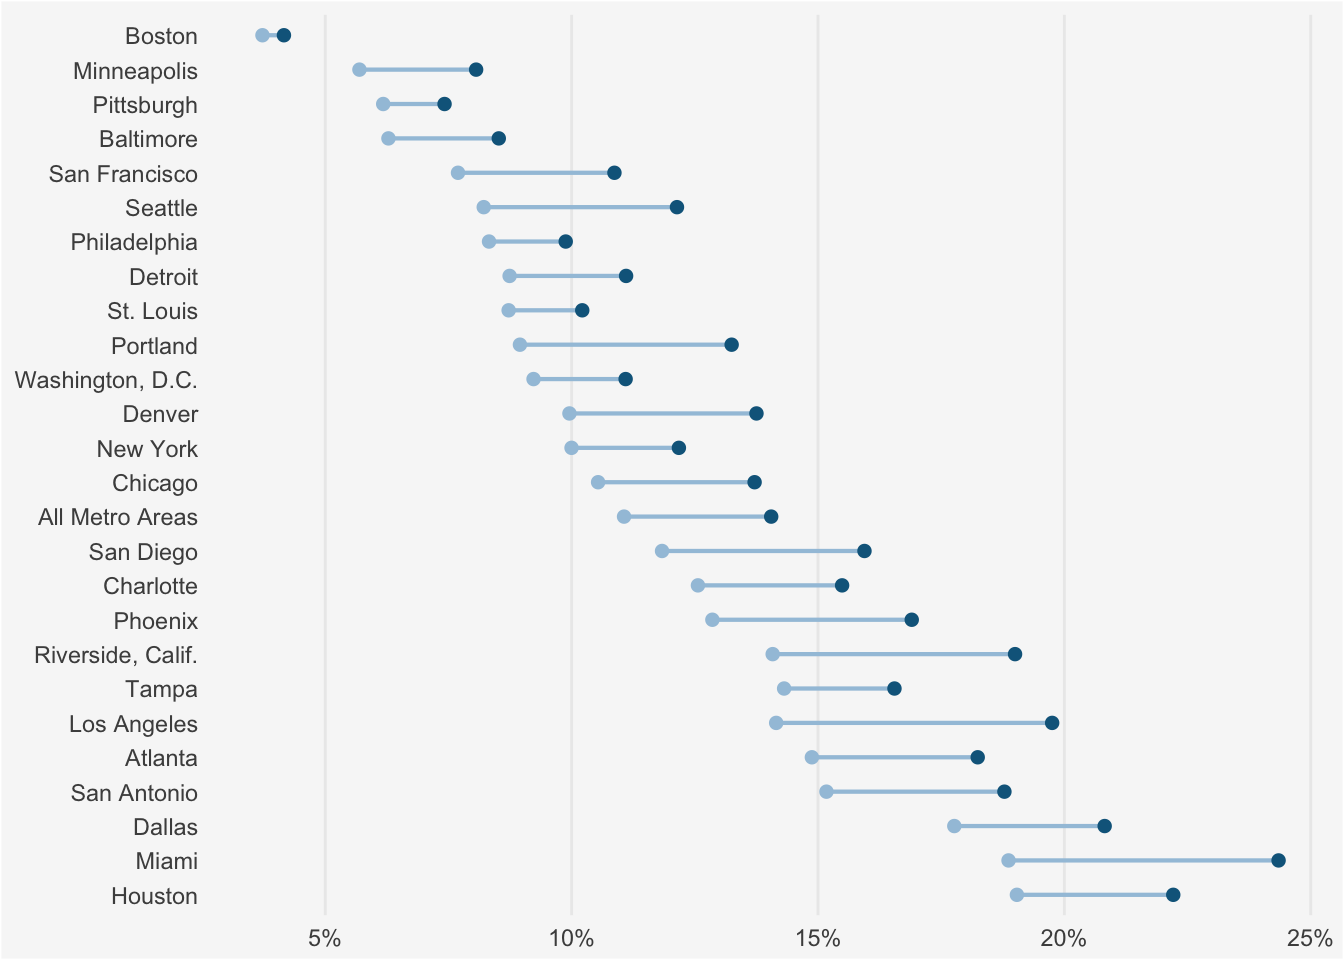 Boston
Minneapolis
Pittsburgh
Baltimore
San Francisco
Seattle
Philadelphia
Detroit
St. Louis
Portland
Washington, D.C.
Denver
New York
Chicago
All Metro Areas
San Diego
Charlotte
Phoenix
Riverside, Calif.
Tampa
Los Angeles
Atlanta
San Antonio
Dallas
Miami
Houston
5% 10% 15% 20% 25%